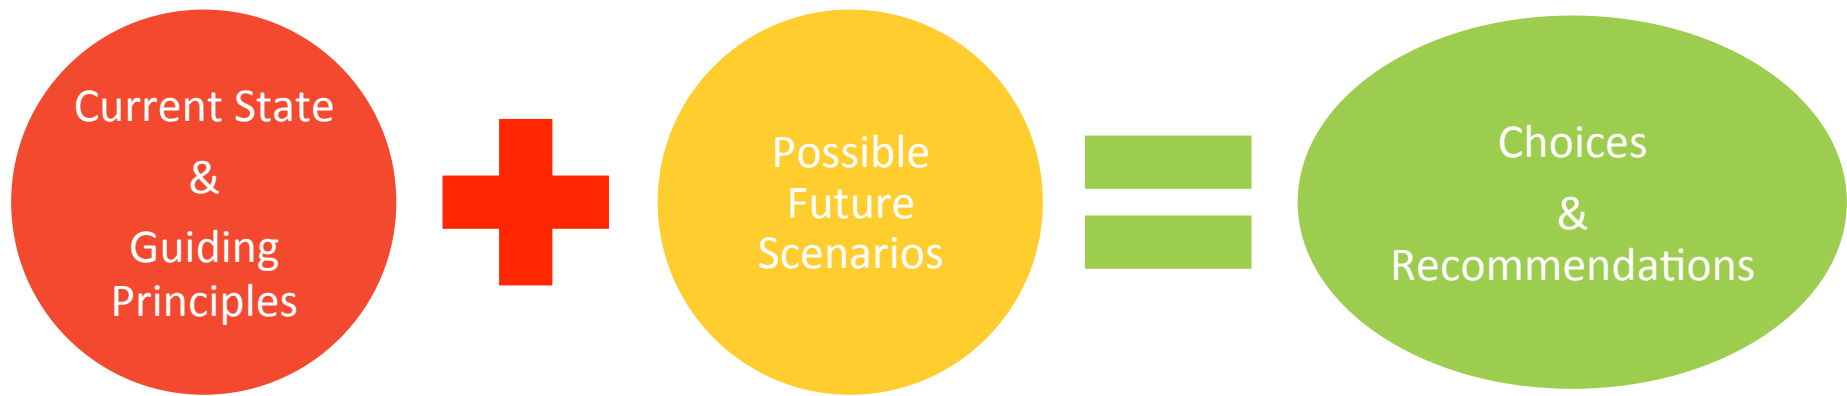 Current State
&
Guiding
Principles
Possible
Future
Scenarios
Choices
&
Recommendations